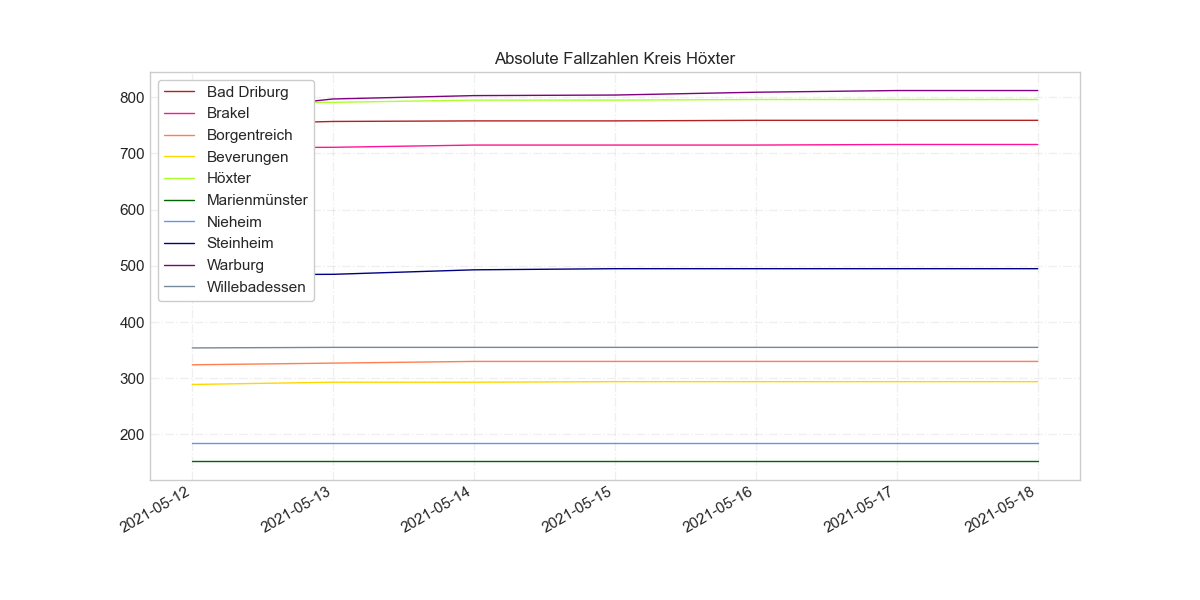 Absolute Fallzahlen Kreis Höxter
Bad Driburg
Brakel
Borgentreich
Beverungen
Höxter
Marienmünster
Nieheim
Steinheim
Warburg
Willebadessen
800
700
600
500
400
300
200
2021-05-12
2021-05-13
2021-05-14
2021-05-15
2021-05-16
2021-05-17
2021-05-18